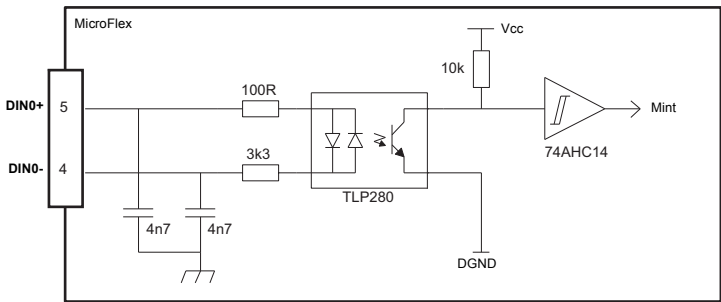 MicroFlex
Vcc
10k
100R
DIN0+ 5
Mint
74AHC14
3k3
DIN0- 4
TLP280
4n7 4n7
DGND